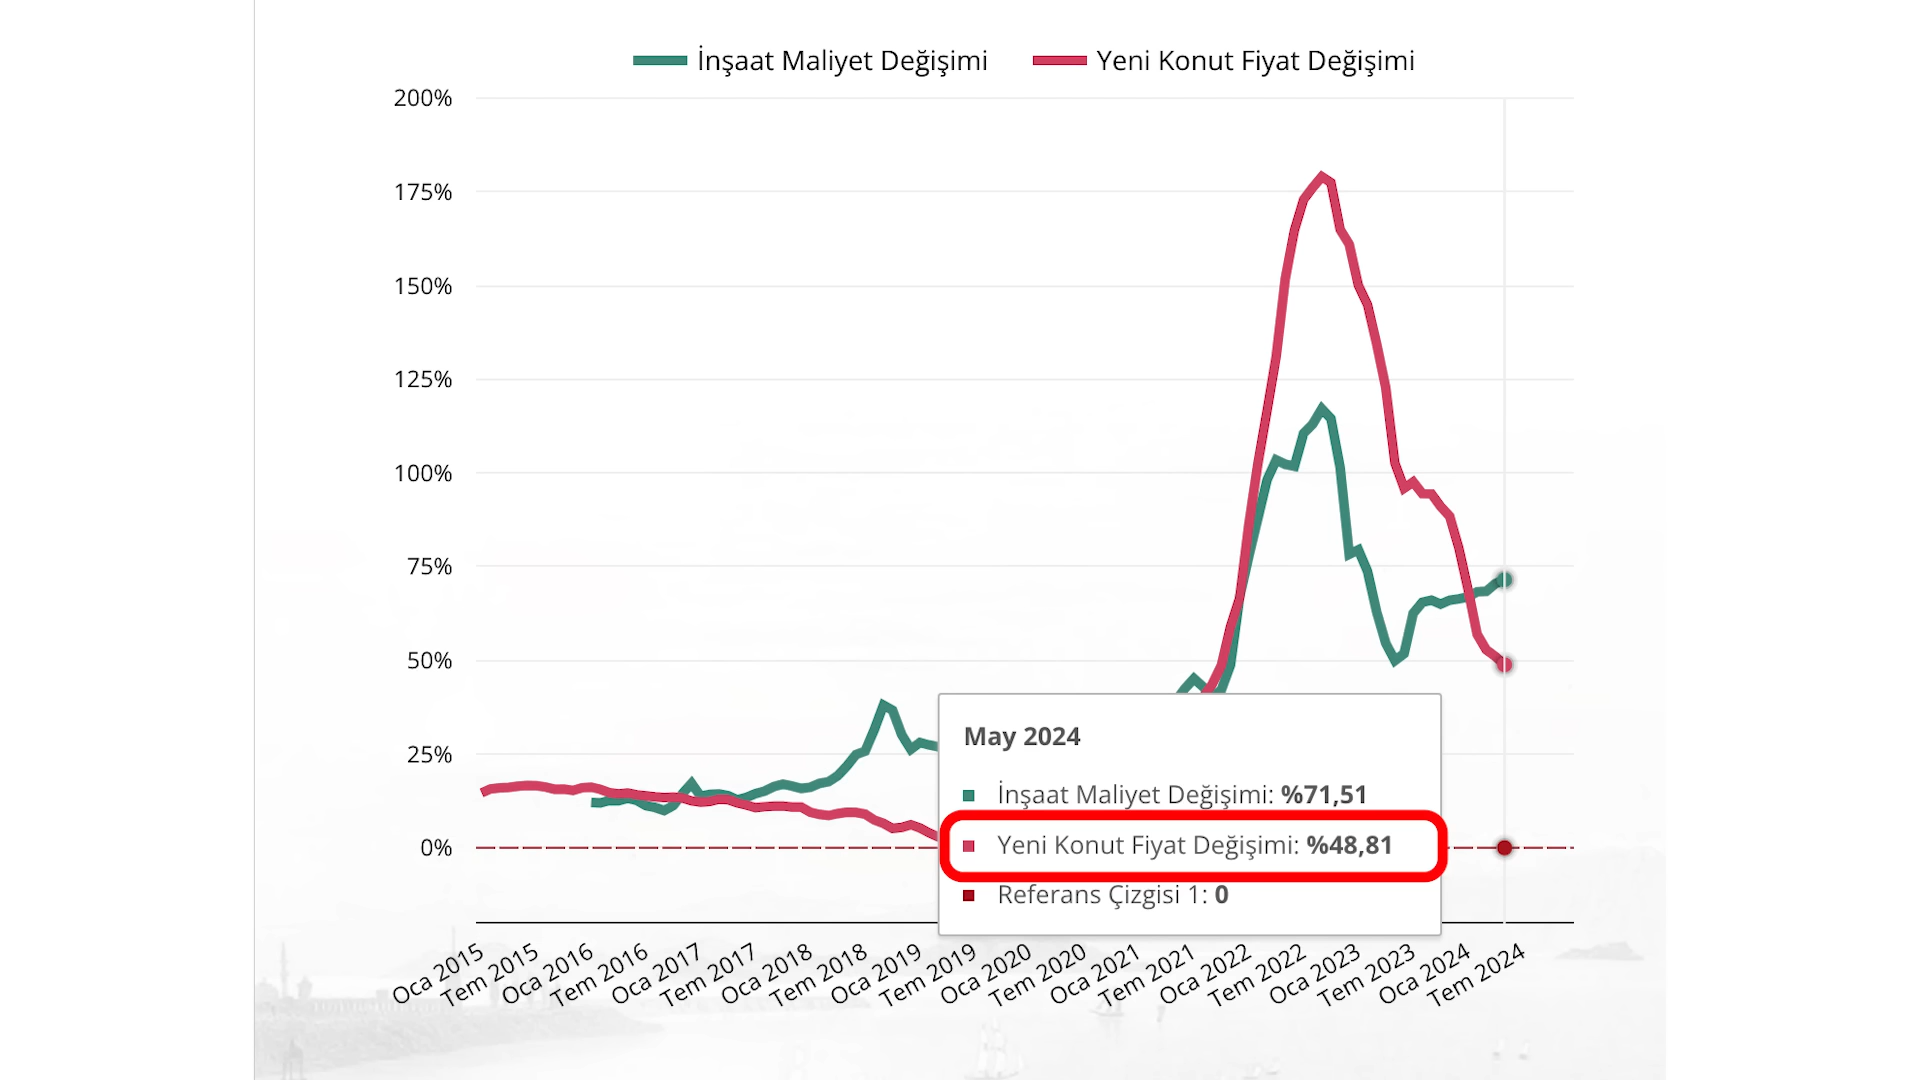 İnşaat Maliyet Değişimi
Yeni Konut Fiyat Değişimi
200%
175%
150%
125%
100%
75%
50%
25%
0%
May 2024
İnşaat Maliyet Değişimi: %71,51
Yeni Konut Fiyat Değişimi: %48,81
Referans Çizgisi 1: 0
Oca 2015
Tem 2015
Oca 2016
Tem 2016
Oca 2017
Tem 2017
Oca 2018
Tem 2018
Oca 2019
Tem 2019
Oca 2020
Tem 2020
Oca 2021
Tem 2021
Oca 2022
Tem 2022
Oca 2023
Tem 2023
Oca 2024
Tem 2024